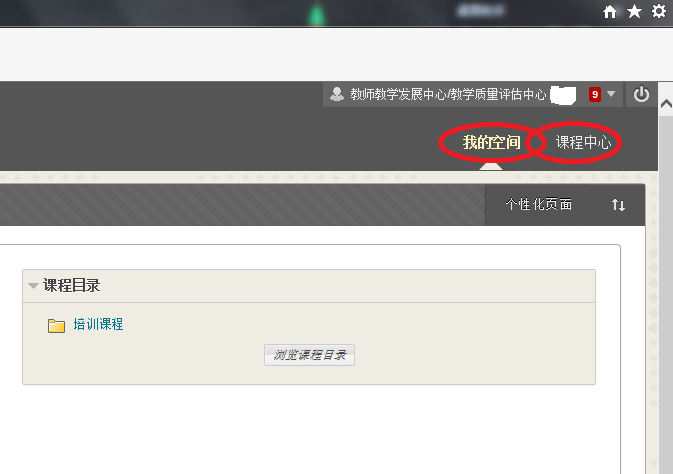 教师教学发展中心/教学质量评估中心 9
我的空间 课程中心
个性化页面
课程目录
培训课程
浏览课程目录